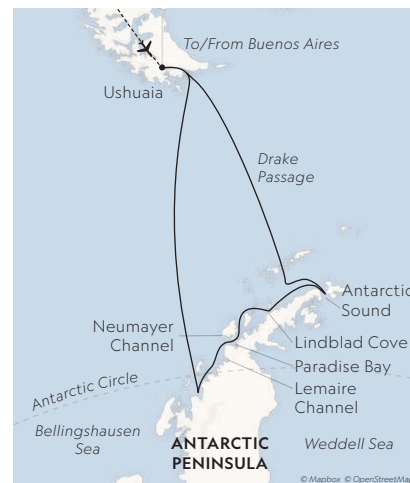 To/From Buenos Aires
Ushuaia
Drake
Passage
Antarctic
Sound
Neumayer
Channel
Lindblad Cove
Paradise Bay
Lemaire
Channel
Antarctic Circle
Bellingshausen
Sea
ANTARCTIC
PENINSULA
Weddell Sea
© Mapbox © OpenStreetMap